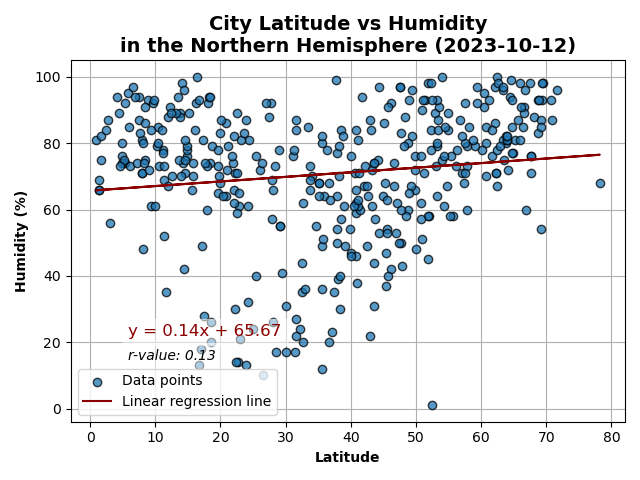 City Latitude vs Humidity
in the Northern Hemisphere (2023-10-12)
100
80
60
40
20
0
Humidity (%)
y = 0.14x + 65.67
r-value: 0.13
Data points
Linear regression line
0 10 20 30 40 50 60 70 80
Latitude